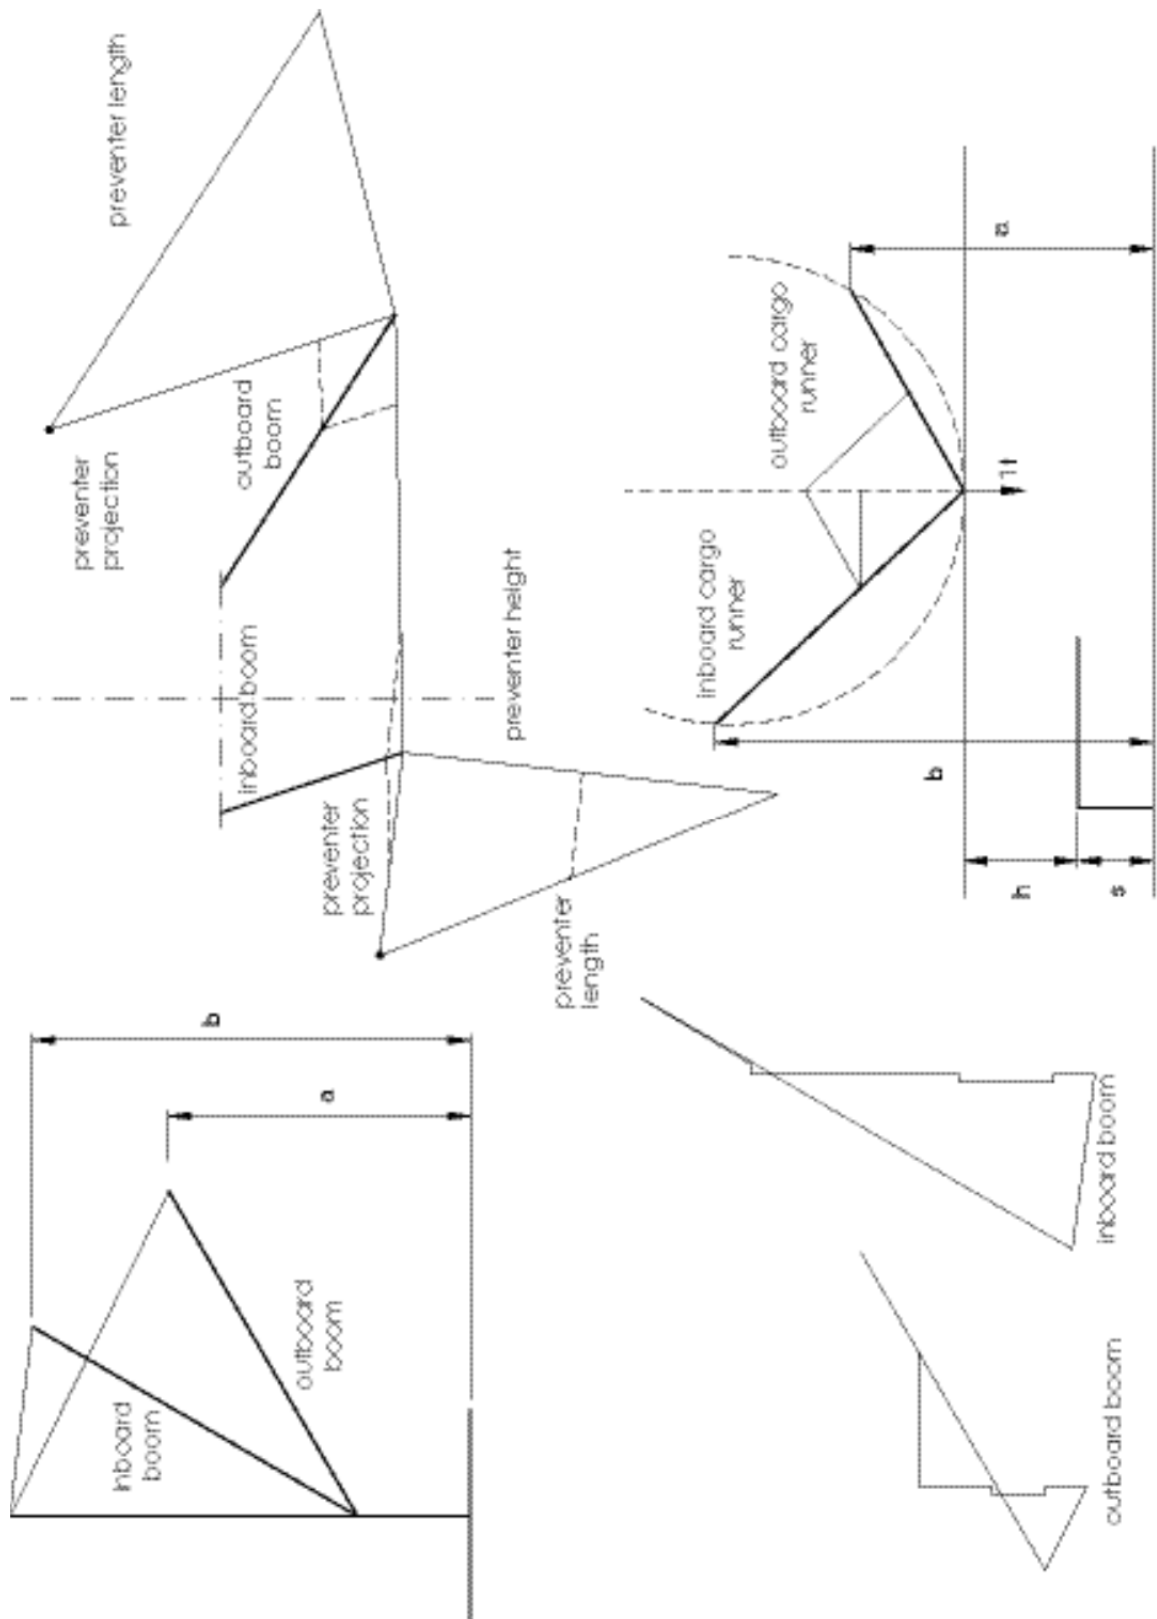 Inboard
boom
outboard
boom
b
a
preventer
projection
preventer length
outboard
boom
inboard boom
preventer
projection
preventer height
preventer
length
outboard boom
inboard boom
inboard cargo
runner
outboard cargo
runner
1t
b
a
h
s